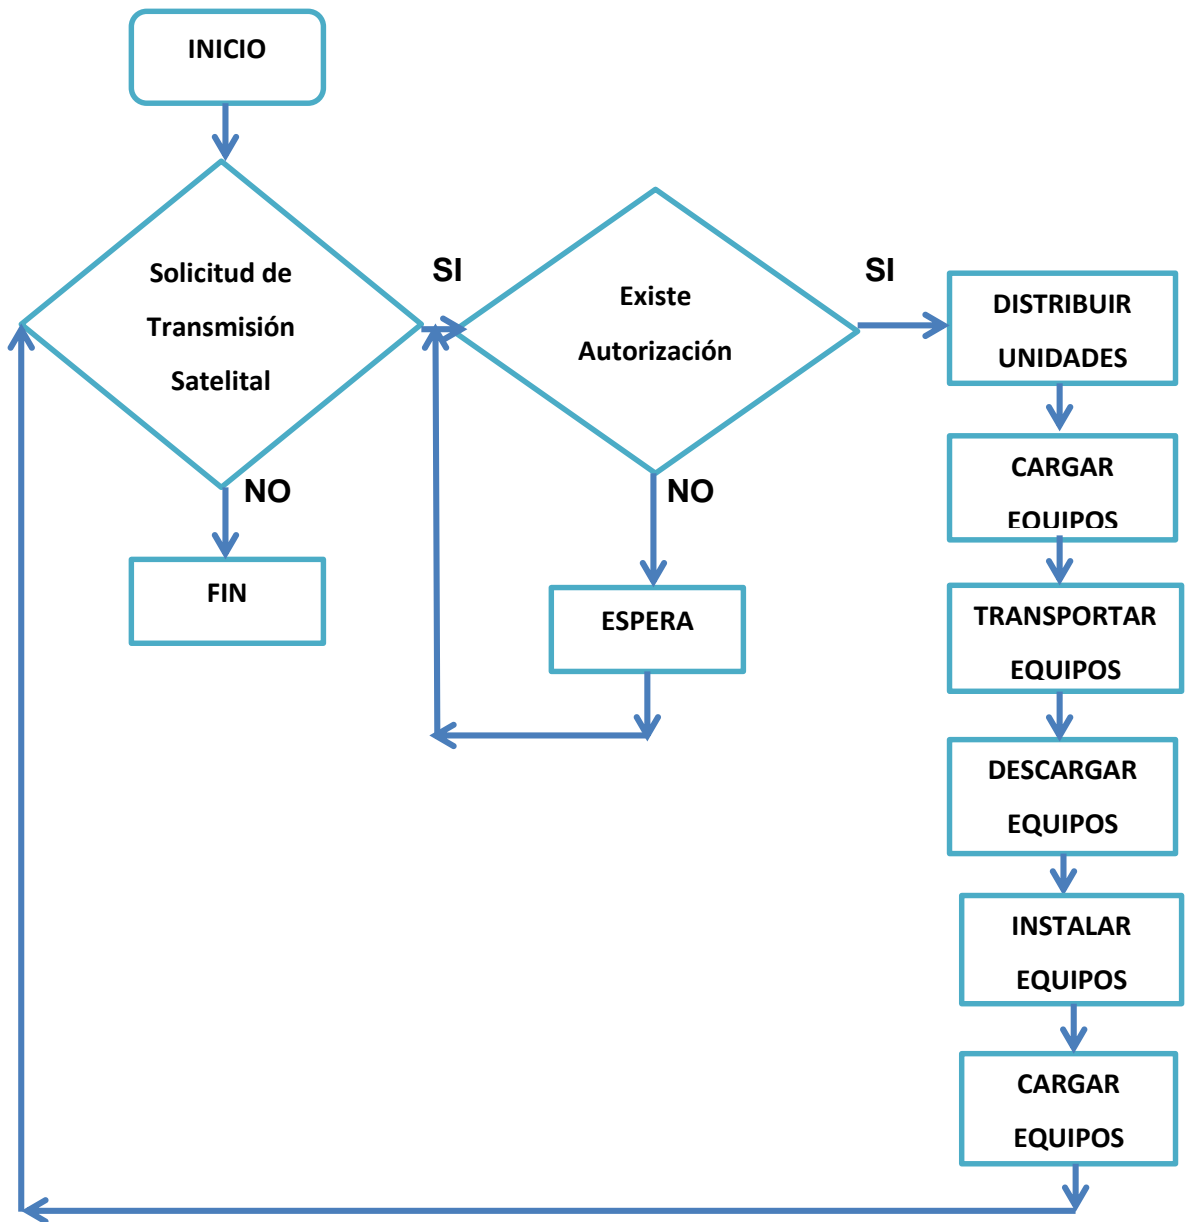 INICIO
Solicitud de
Transmisión
Satelital
SI
NO
FIN
Existe
Autorización
SI
NO
ESPERA
DISTRIBUIR
UNIDADES
CARGAR
EQUIPOS
TRANSPORTAR
EQUIPOS
DESCARGAR
EQUIPOS
INSTALAR
EQUIPOS
CARGAR
EQUIPOS